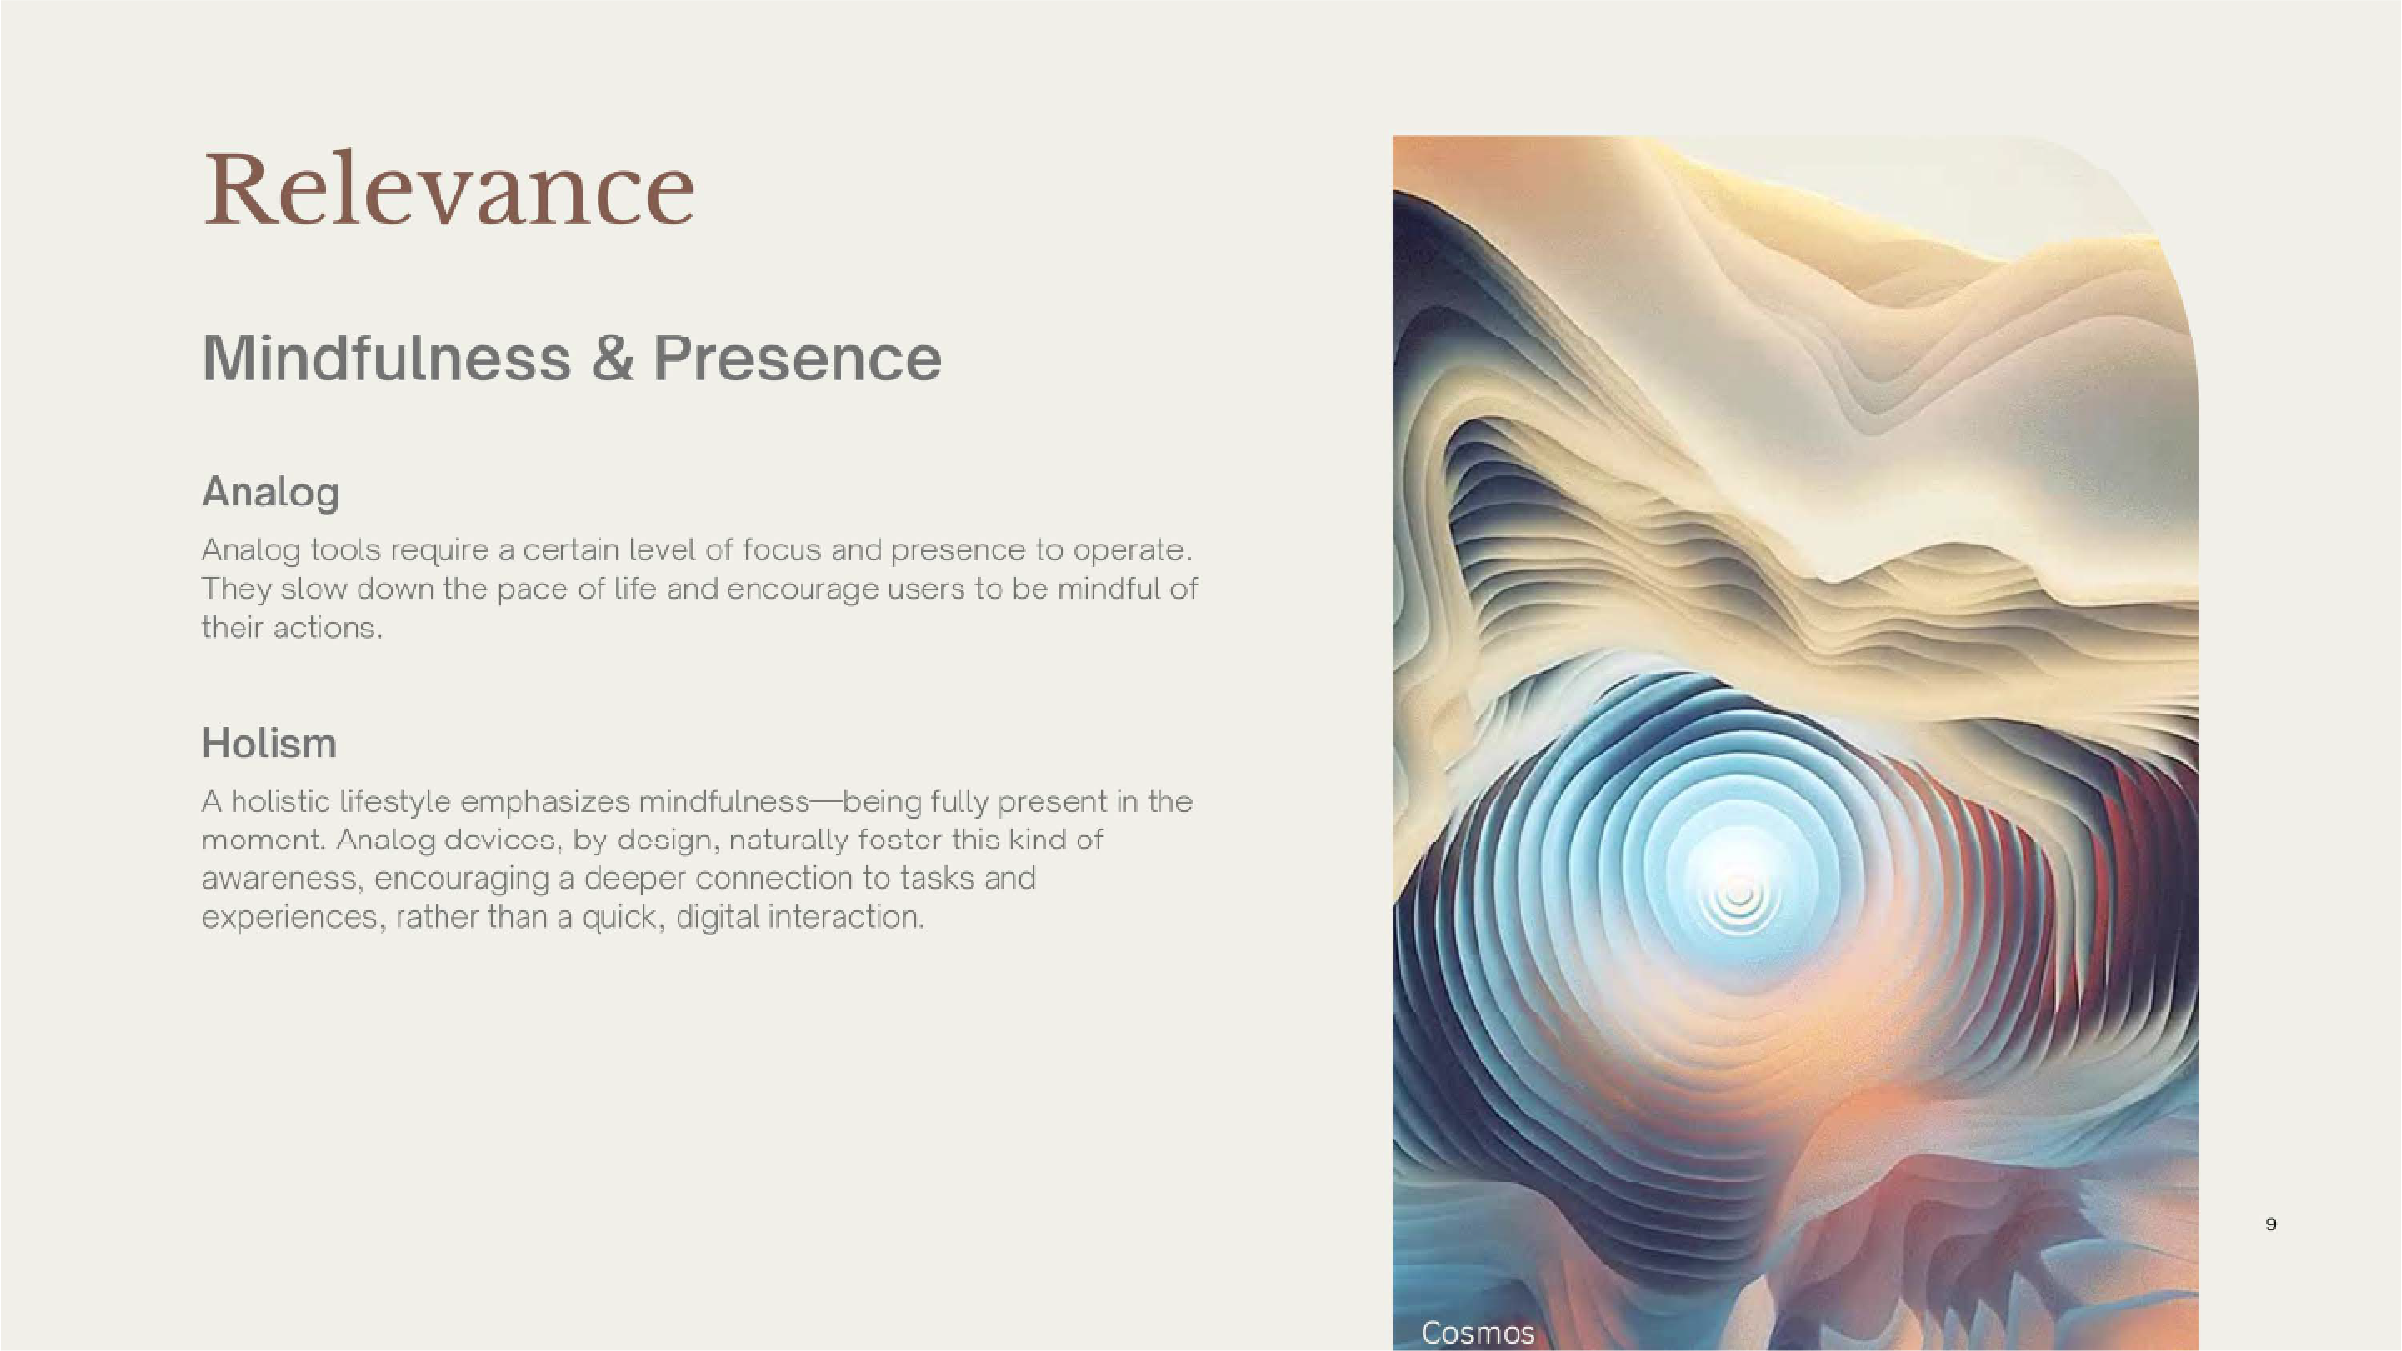 Relevance
Mindfulness & Presence
Analog
Analog tools require a certain level of focus and presence to operate.
They slow down the pace of life and encourage users to be mindful of
their actions.
Holism
A holistic lifestyle emphasizes mindfulness—being fully present in the
moment. Analog devices, by design, naturally foster this kind of
awareness, encouraging a deeper connection to tasks and
experiences, rather than a quick, digital interaction.
Cosmos
9